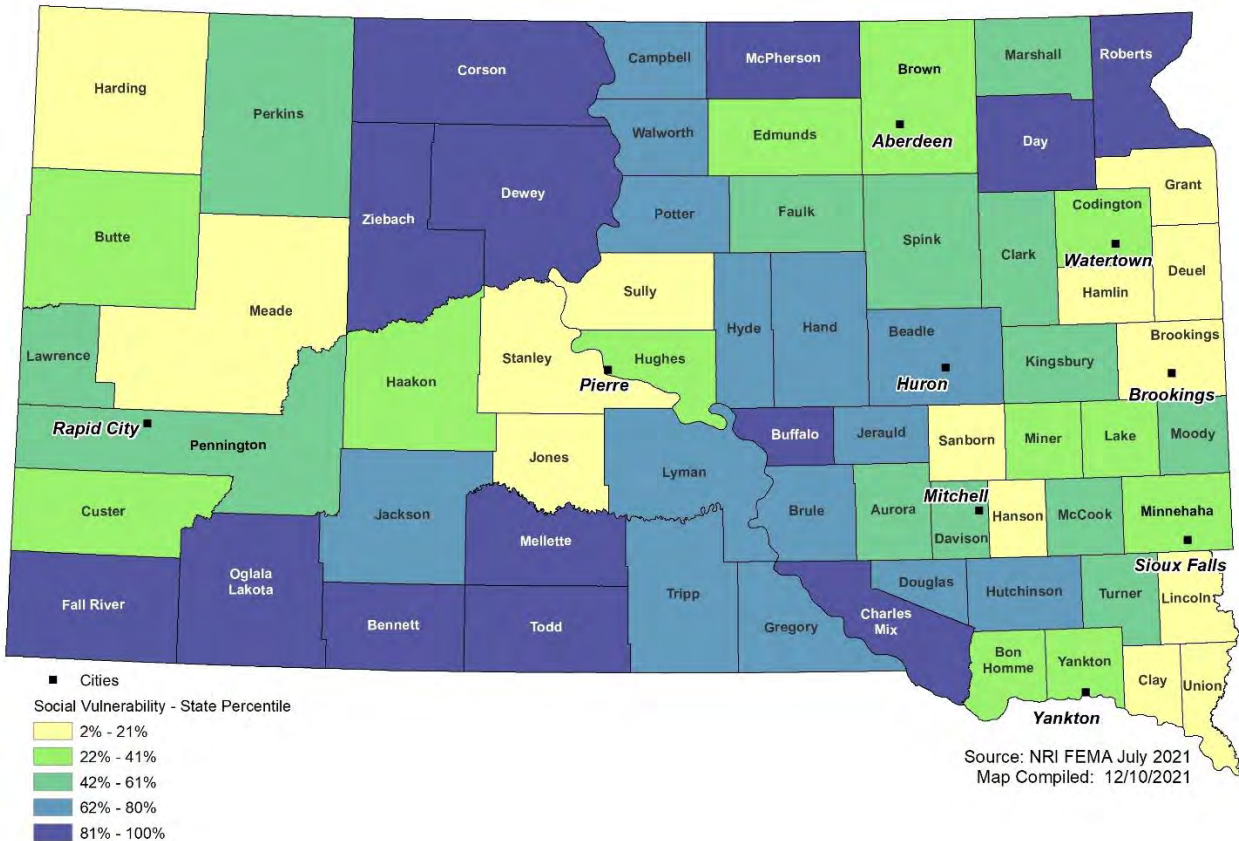 Harding
Perkins
Corson
Campbell
McPherson
Brown
Marshall
Roberts
Aberdeen
Walworth
Edmunds
Day
Grant
Dewey
Ziebach
Potter
Faulk
Spink
Clark
Codington
Watertown
Butte
Meade
Sully
Hamlin
Deuel
Lawrence
Haakon
Stanley
Hughes
Pierre
Hyde
Hand
Beadle
Huron
Kingsbury
Brookings
Brookings
Rapid City
Pennington
Jones
Lyman
Buffalo
Jerauld
Sanborn
Miner
Lake
Moody
Custer
Jackson
Mellette
Brule
Aurora
Mitchell
Davison
Hanson
McCook
Minnehaha
Sioux Falls
Fall River
Oglala
Lakota
Bennett
Todd
Tripp
Gregory
Charles
Mix
Douglas
Hutchinson
Turner
Lincoln
Bon
Homme
Yankton
Yankton
Clay
Union
Cities
Social Vulnerability - State Percentile
2% - 21%
22% - 41%
42% - 61%
62% - 80%
81% - 100%
Source: NRI FEMA July 2021
Map Compiled: 12/10/2021